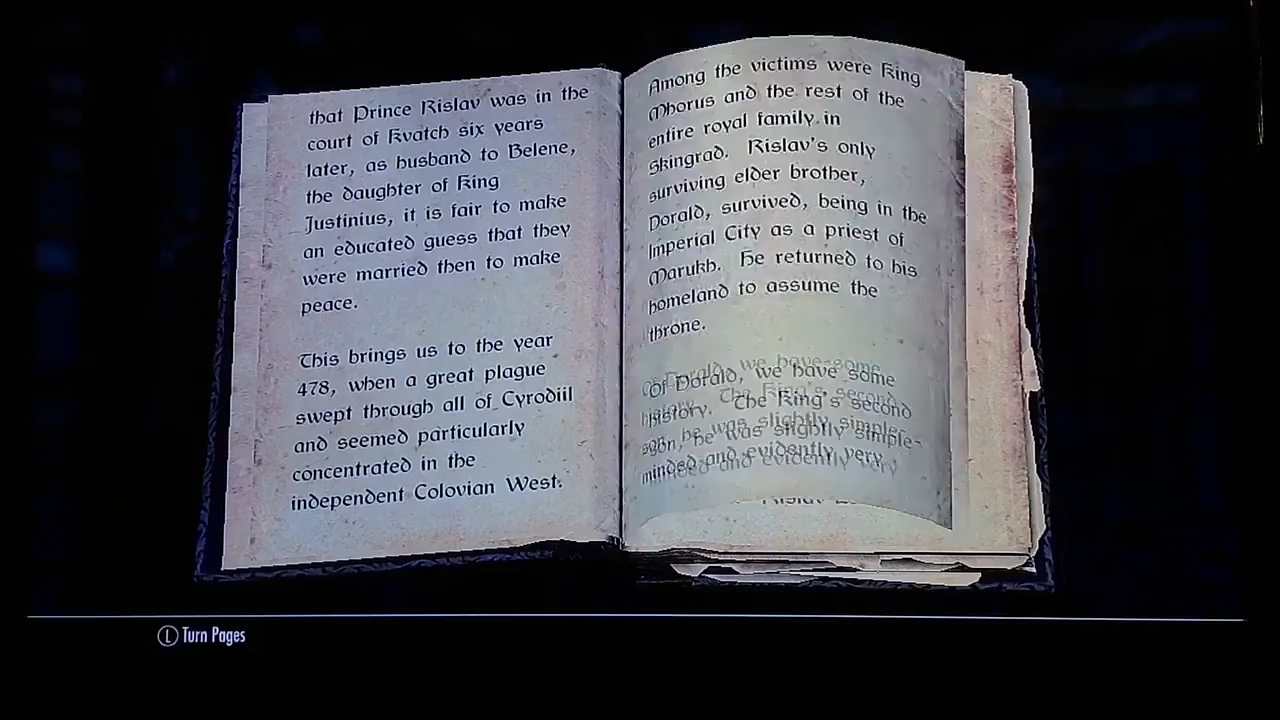 that Prince Rislav was in the
court of Kvatch six years
later, as husband to Belene,
the daughter of King
Justinius, it is fair to make
an educated guess that they
were married then to make
peace.
This brings us to the year
478, when a great plague
swept through all of Cyrodiil
and seemed particularly
concentrated in the
independent Colovian West.
Among the victims were King
Mhorus and the rest of the
entire royal family in
Skingrad. Rislav's only
surviving elder brother,
Dorald, survived, being in the
Imperial City as a priest of
Marukh. He returned to his
homeland to assume the
throne.
Of Dorald, we have some
history. The King's second
son, he was slightly simple-
minded and evidently very
Rislav
L Turn Pages